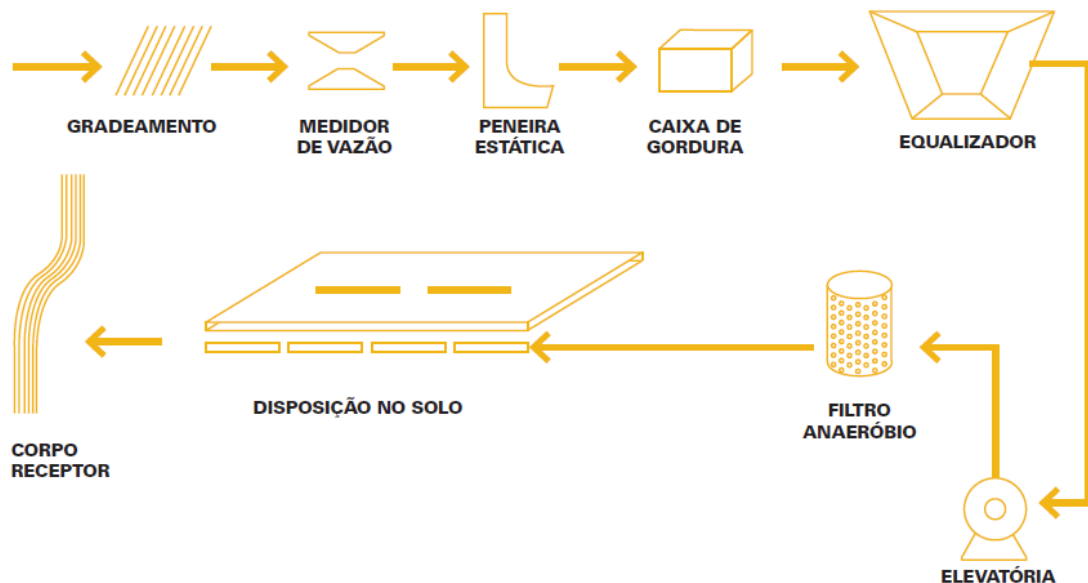 GRADEAMENTO
MEDIDOR
DE VAZÃO
PENEIRA
ESTÁTICA
CAIXA DE
GORDURA
EQUALIZADOR
CORPO
RECEPTOR
DISPOSIÇÃO NO SOLO
FILTRO
ANAERÓBIO
ELEVATÓRIA